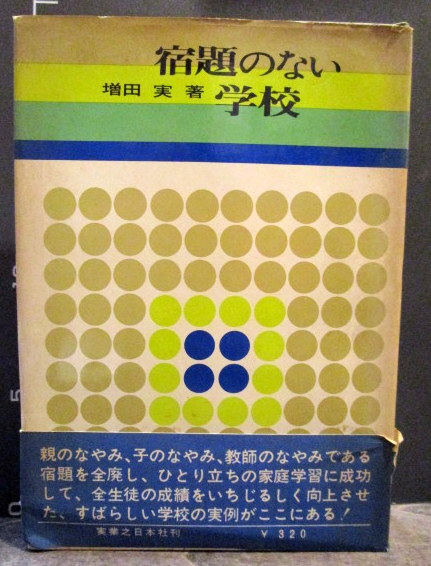 宿題のない
学校
増田 実 著
親のなやみ、子のなやみ、教師のなやみである
宿題を全廃し、ひとり立ちの家庭学習に成功
して、全生徒の成績をいちじるしく向上させ
た、すばらしい学校の実例がここにある!
実業之日本社刊 ¥320
10
5
0